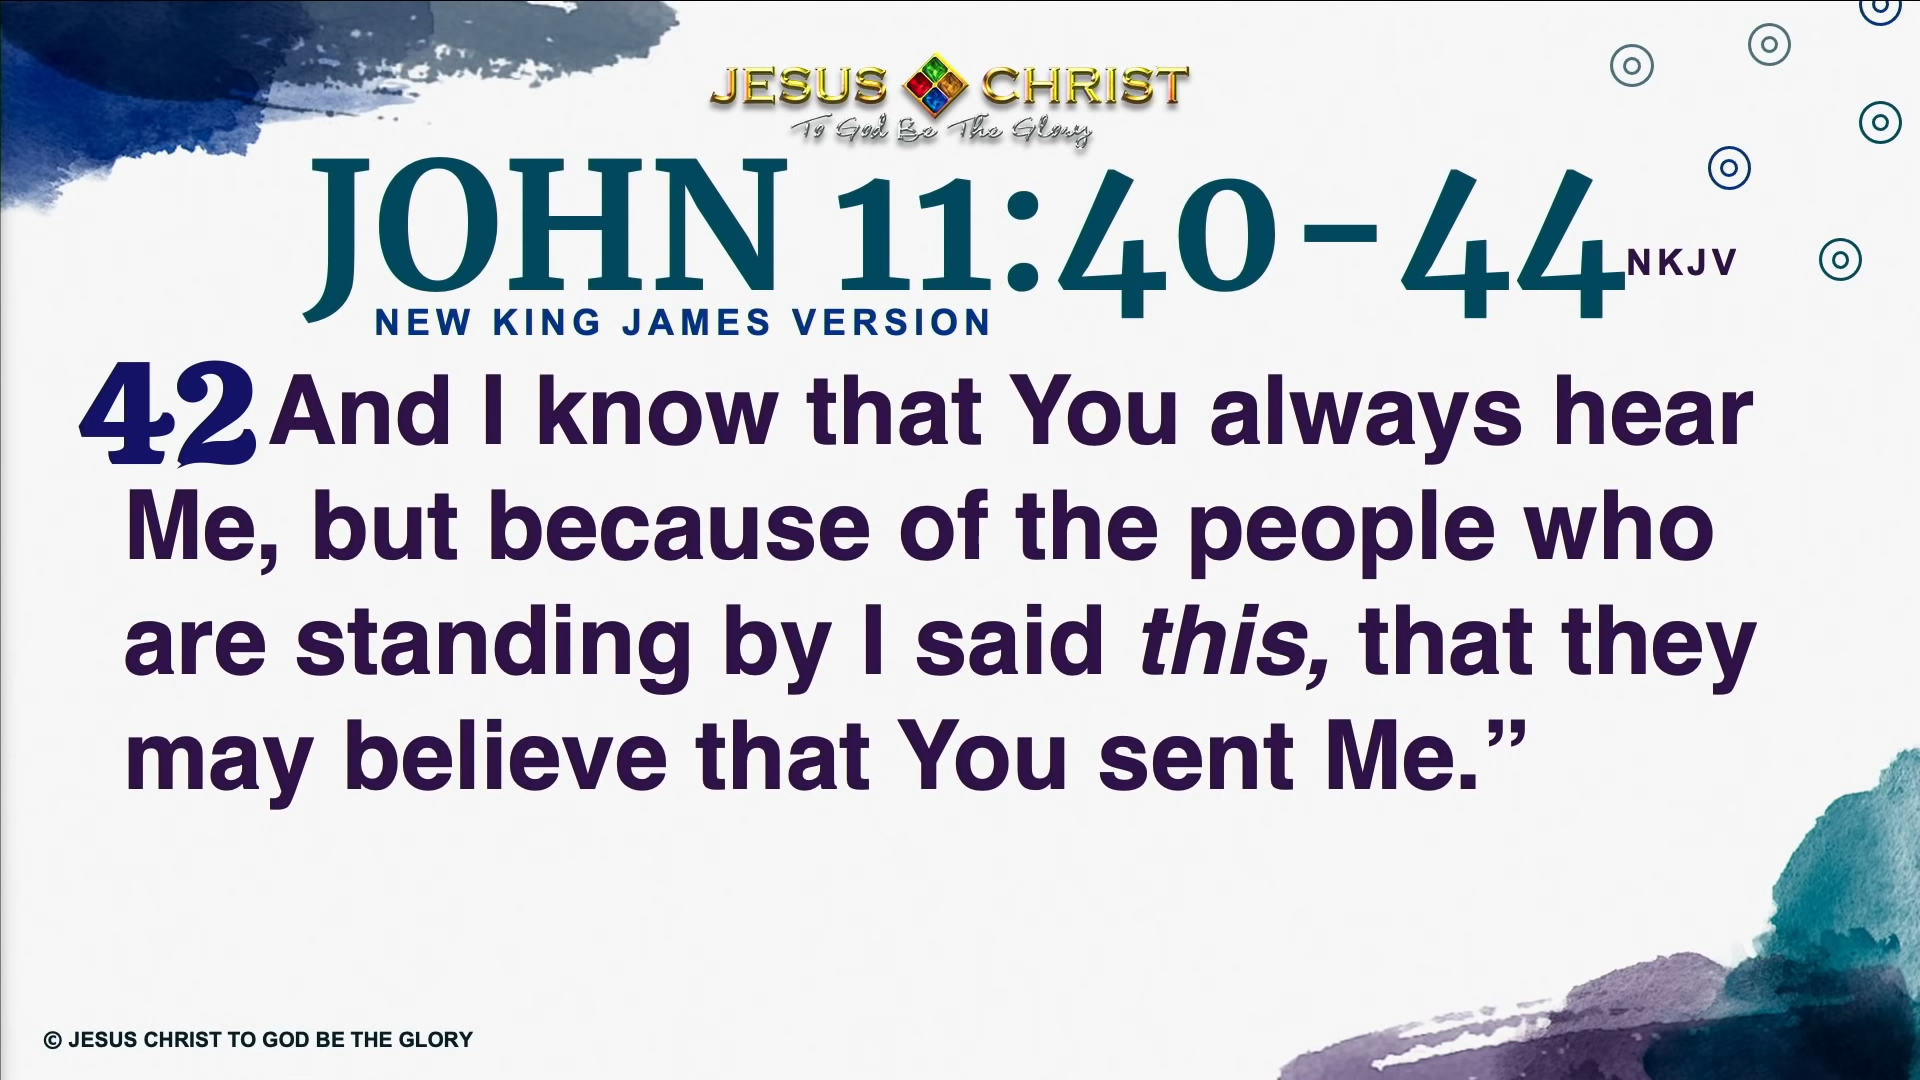 JESUS CHRIST
To God Be The Glory
JOHN 11:40-44 NKJV
NEW KING JAMES VERSION
42 And I know that You always hear
Me, but because of the people who
are standing by I said this, that they
may believe that You sent Me.”
© JESUS CHRIST TO GOD BE THE GLORY